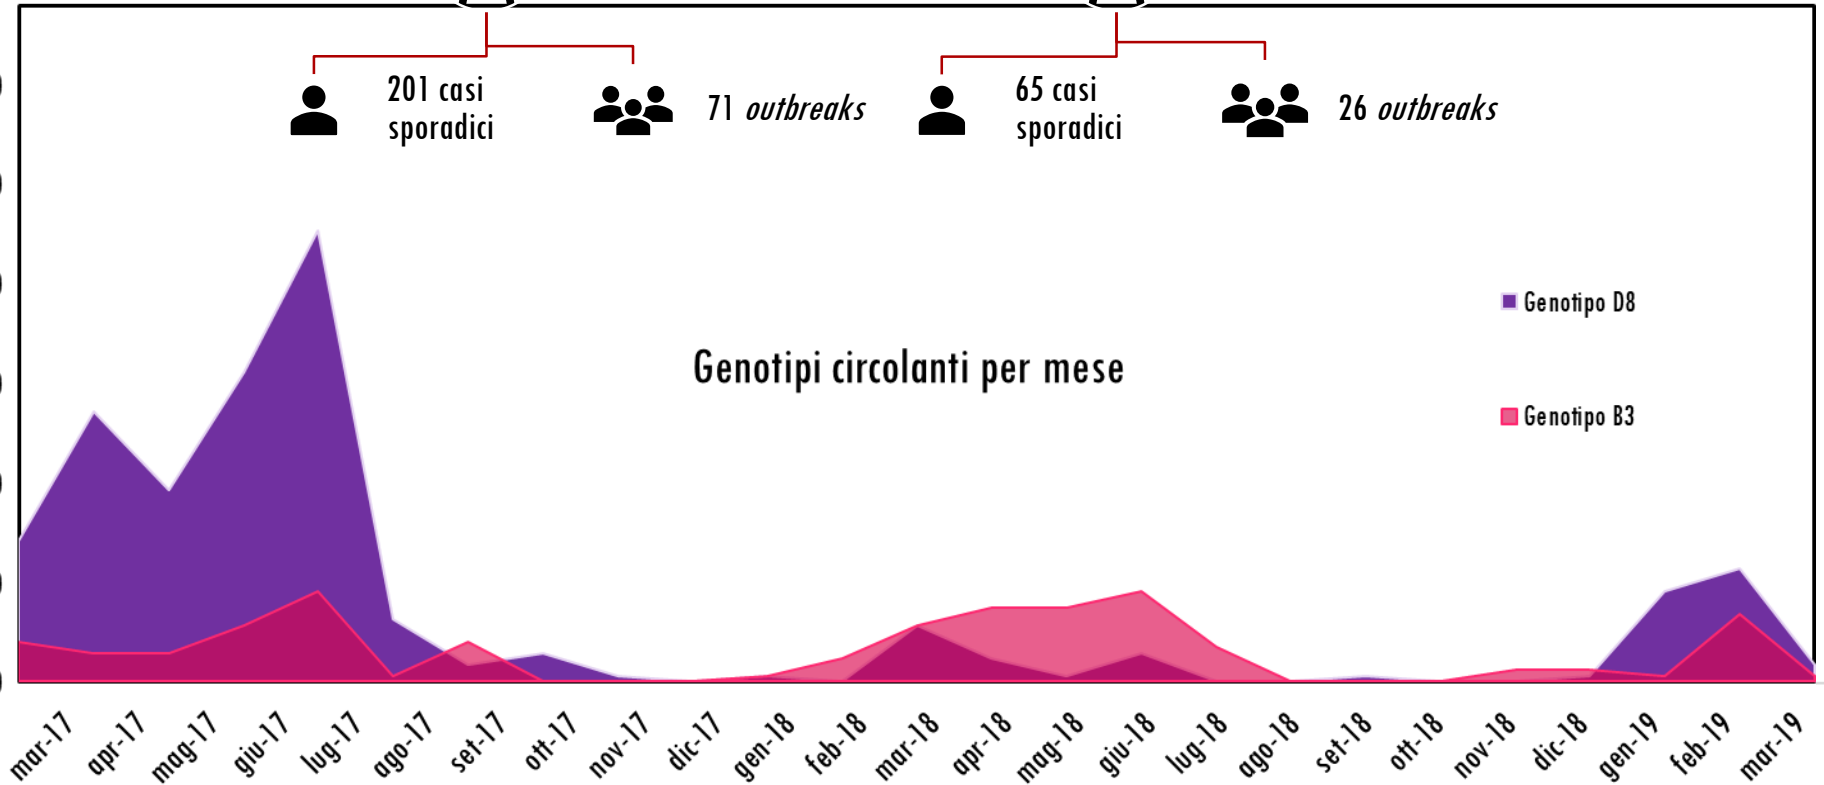 201 casi
sporadici
71 outbreaks
65 casi
sporadici
26 outbreaks
Genotipo D8
Genotipi circolanti per mese
Genotipo B3
mar-17
apr-17
mag-17
giu-17
lug-17
ago-17
set-17
ott-17
nov-17
dic-17
gen-18
feb-18
mar-18
apr-18
mag-18
giu-18
lug-18
ago-18
set-18
ott-18
nov-18
dic-18
gen-19
feb-19
mar-19